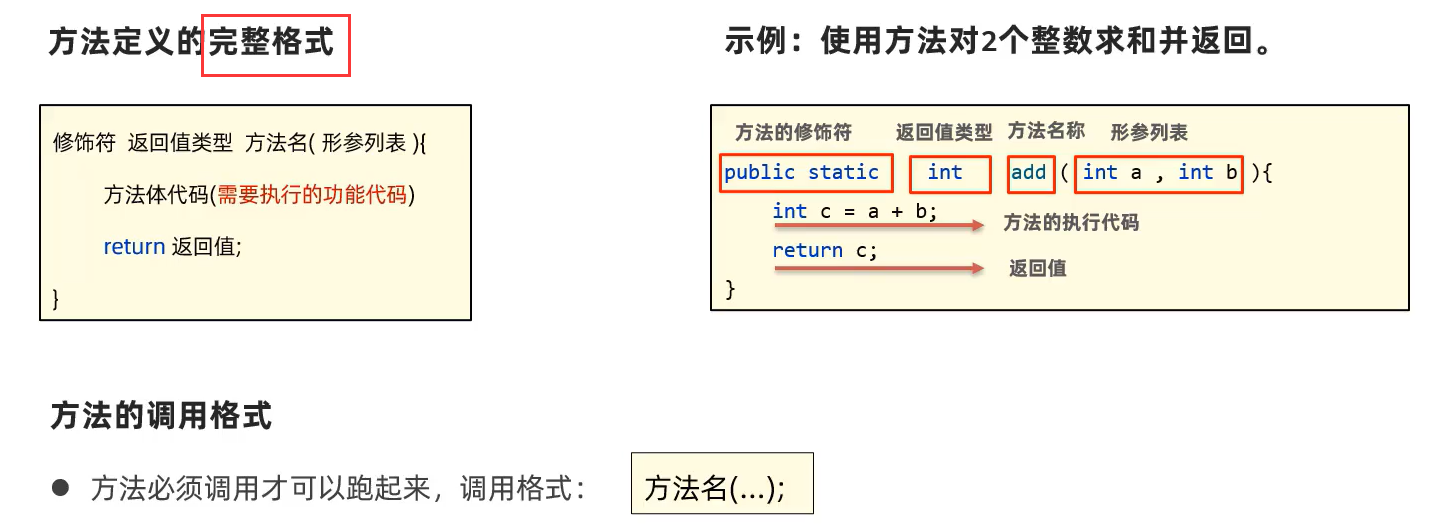 方法定义的完整格式
修饰符 返回值类型 方法名( 形参列表 ){
方法体代码(需要执行的功能代码)
return 返回值;
}
示例：使用方法对2个整数求和并返回。
方法的修饰符 返回值类型 方法名称 形参列表
public static int add ( int a , int b ){
int c = a + b; 方法的执行代码
return c; 返回值
}
方法的调用格式
● 方法必须调用才可以跑起来，调用格式： 方法名(...);